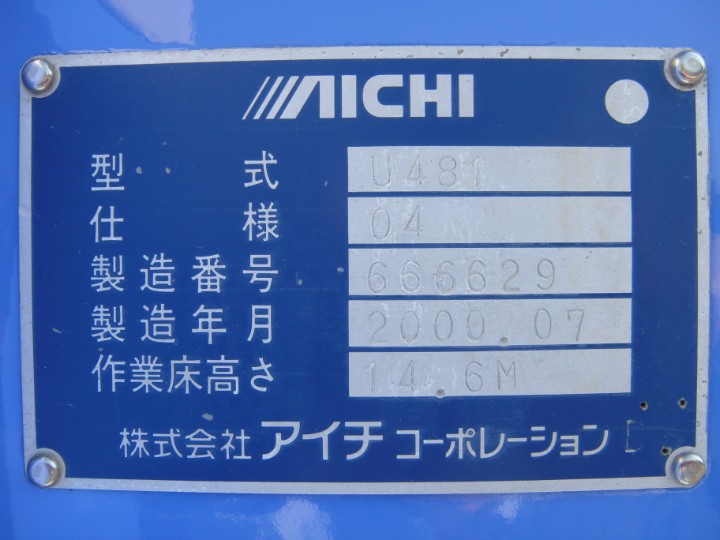 AICHI
型式 U481
仕様 04
製造番号 666629
製造年月 2000.07
作業床高さ 14.6M
株式会社 アイチ コーポレーション